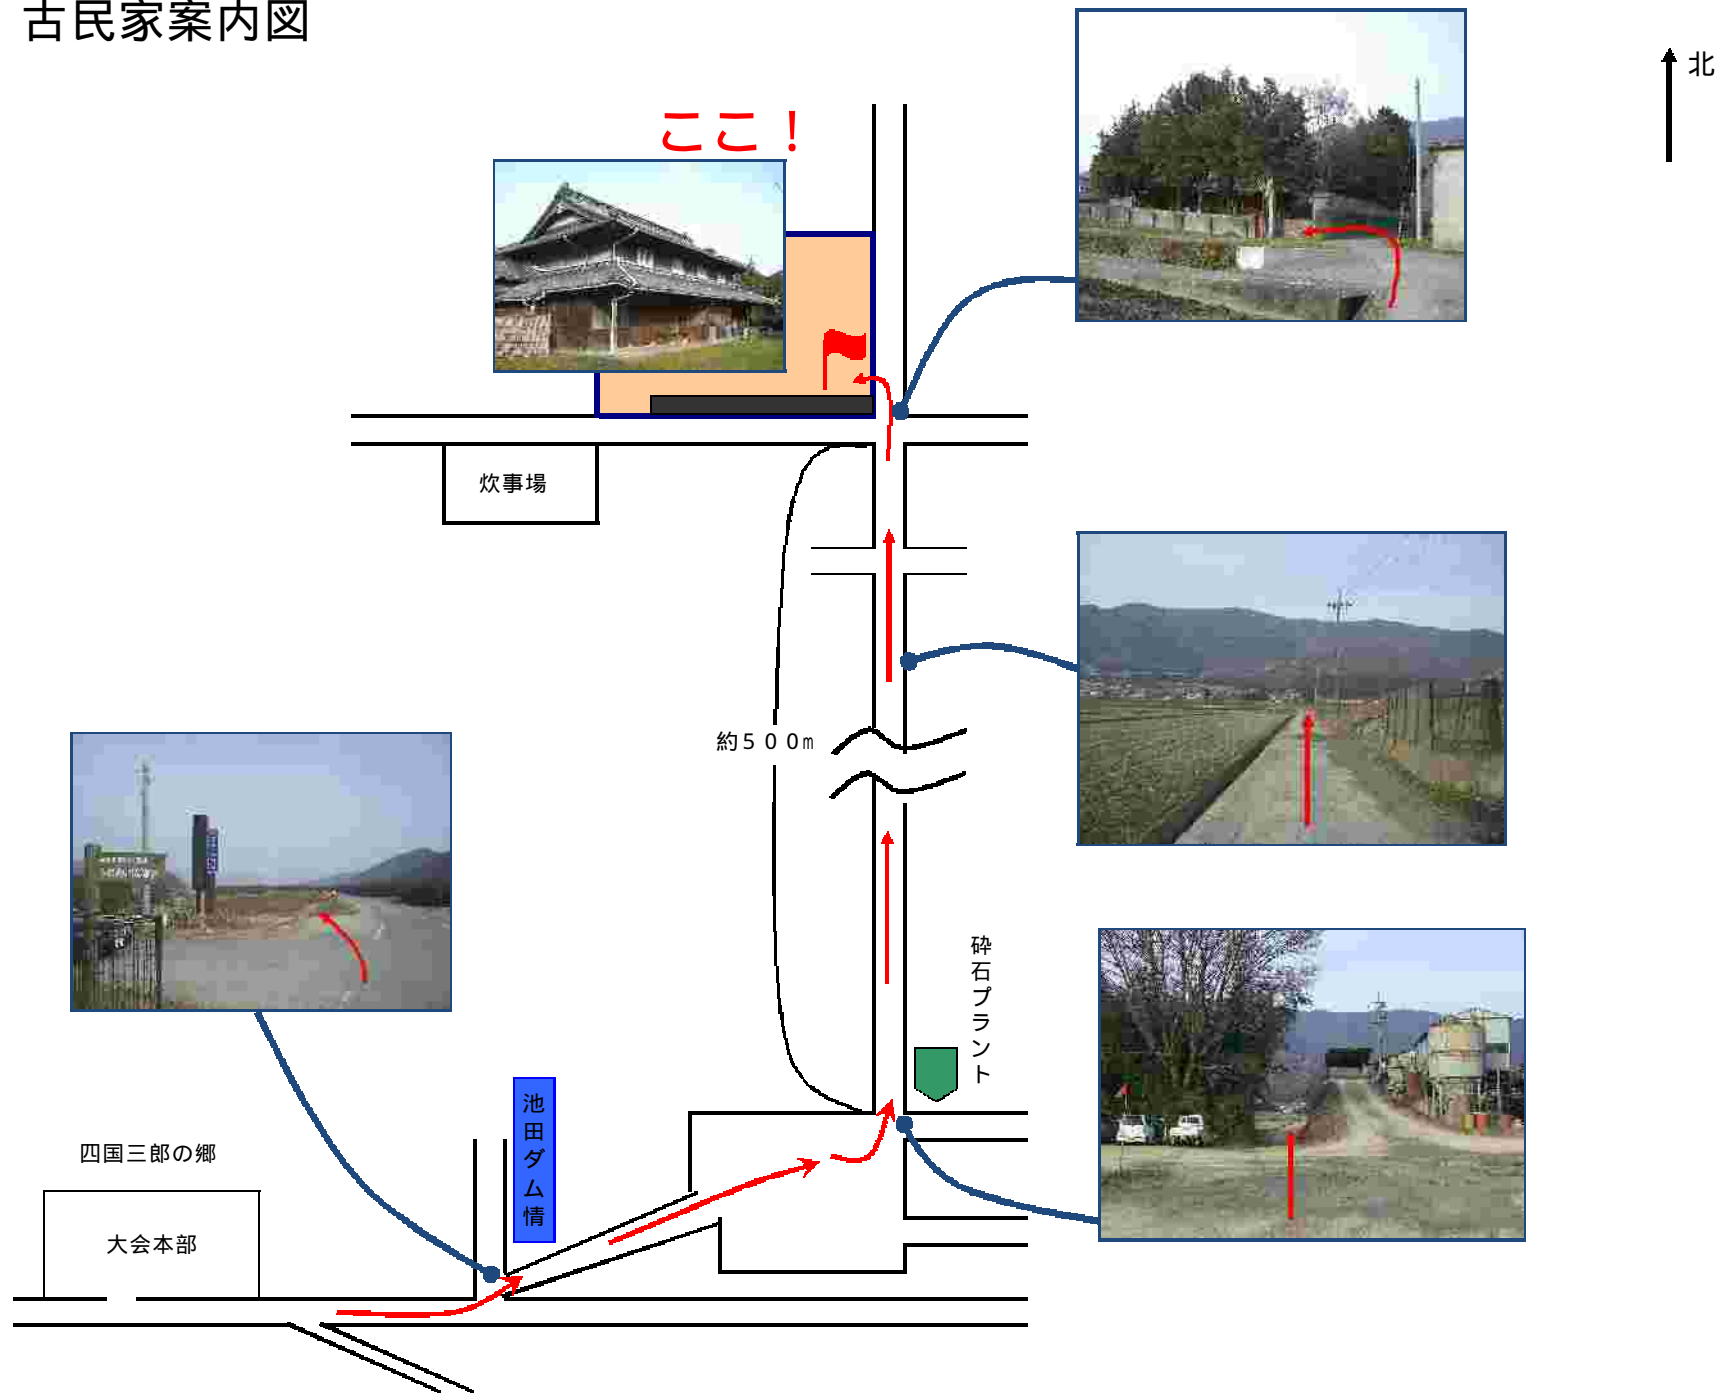 古民家案内図
北
ここ！
炊事場
約５００ｍ
砕石プラント
池田ダム情
四国三郎の郷
大会本部